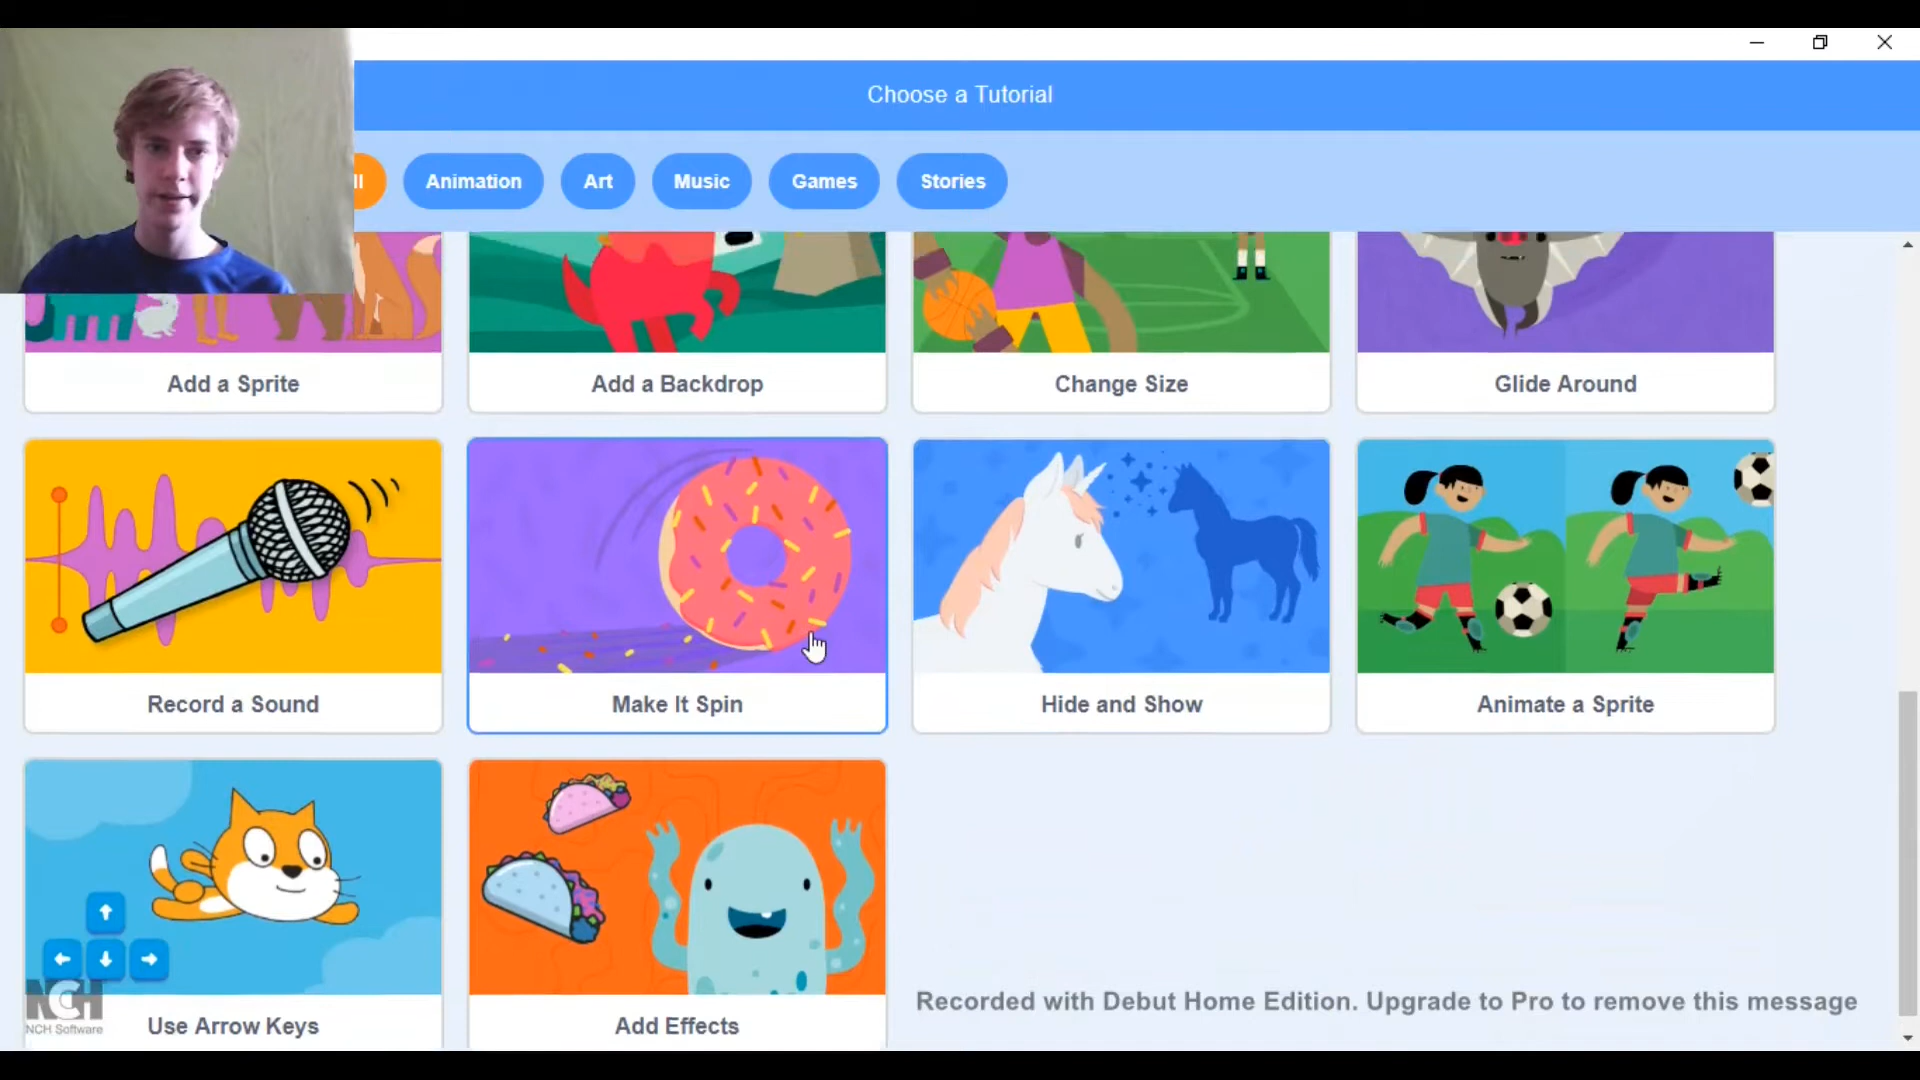 Choose a Tutorial
ll
Animation
Art
Music
Games
Stories
Add a Sprite
Add a Backdrop
Change Size
Glide Around
Record a Sound
Make It Spin
Hide and Show
Animate a Sprite
NCH
NCH Software
Use Arrow Keys
Add Effects
Recorded with Debut Home Edition. Upgrade to Pro to remove this message